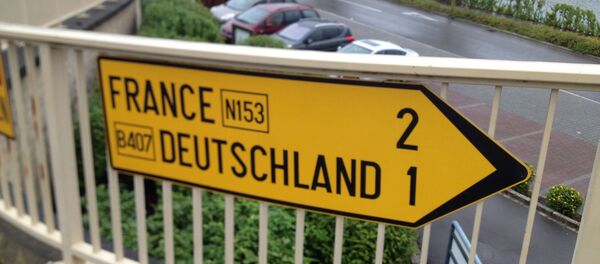 FRANCE N153 2
B407 DEUTSCHLAND 1